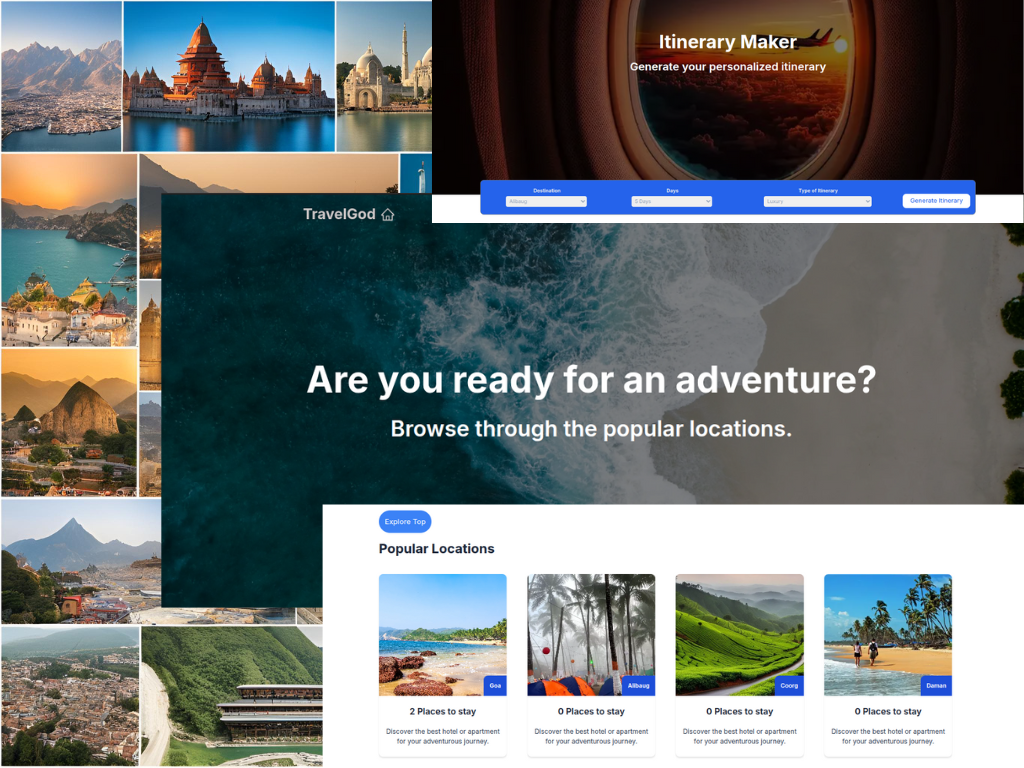 Itinerary Maker
Generate your personalized itinerary
Destination
Days
Type of Itinerary
Alibaug
5 Days
Luxury
Generate Itinerary
TravelGod
Are you ready for an adventure?
Browse through the popular locations.
Explore Top
Popular Locations
Goa
Alibaug
Coorg
Daman
2 Places to stay
0 Places to stay
0 Places to stay
0 Places to stay
Discover the best hotel or apartment
for your adventurous journey.
Discover the best hotel or apartment
for your adventurous journey.
Discover the best hotel or apartment
for your adventurous journey.
Discover the best hotel or apartment
for your adventurous journey.